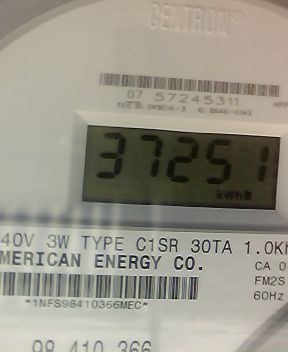 CENTRON®
07 57245311
37251
kWh
40V 3W TYPE C1SR 30TA 1.0K
MERICAN ENERGY CO.
CA 0
FM2S
*1NFS98410366MEC*
60Hz
98 410 366